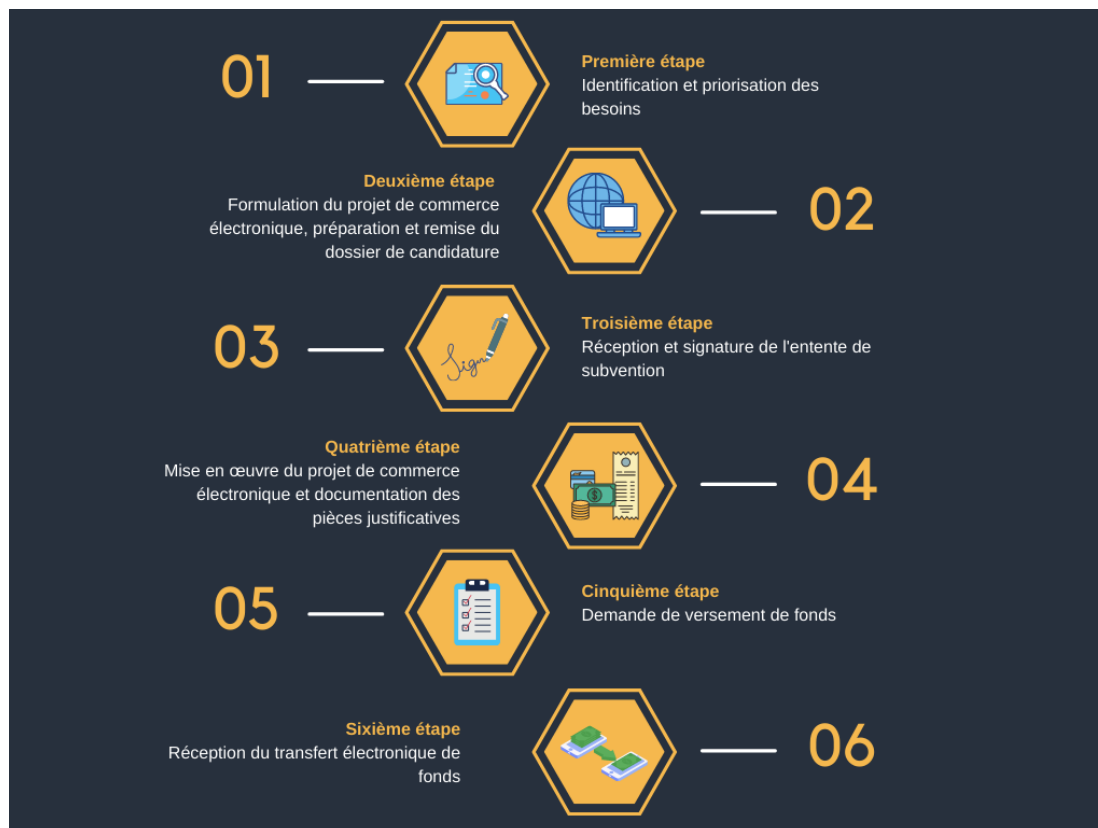 01
Première étape
Identification et priorisation des
besoins
Deuxième étape
Formulation du projet de commerce
électronique, préparation et remise du
dossier de candidature
02
03
Sign
Troisième étape
Réception et signature de l'entente de
subvention
Quatrième étape
Mise en œuvre du projet de commerce
électronique et documentation des
pièces justificatives
$
04
05
Cinquième étape
Demande de versement de fonds
Sixième étape
Réception du transfert électronique de
fonds
06